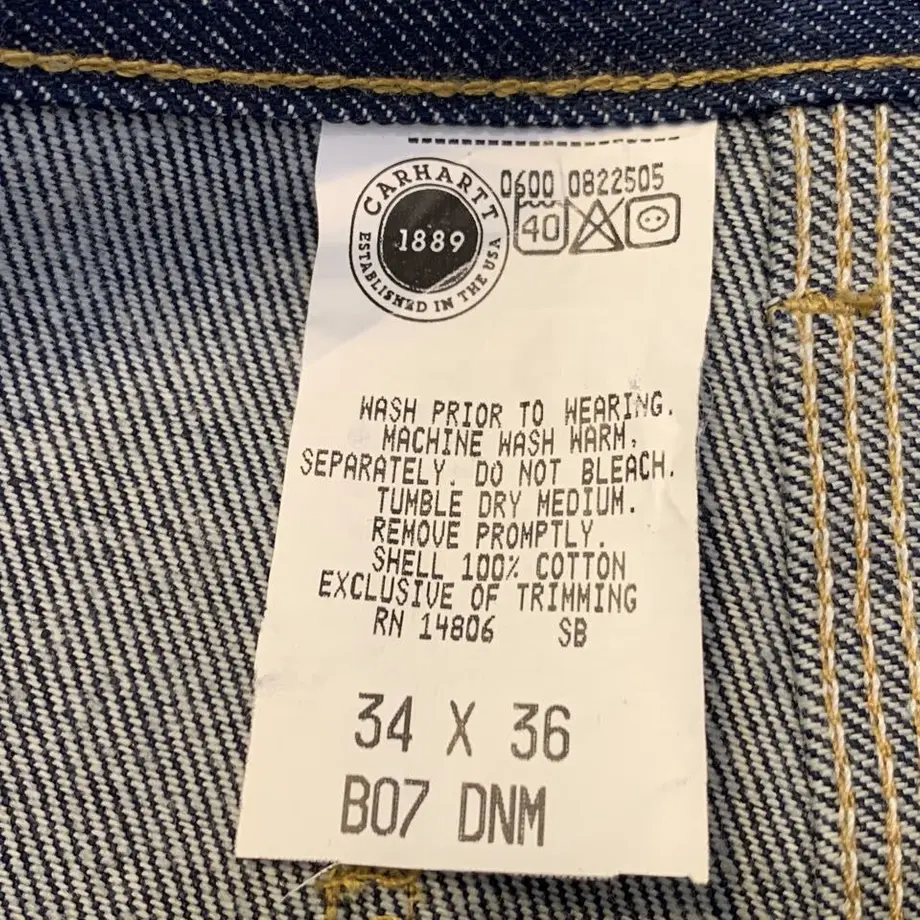 CARHARTT
1889
ESTABLISHED IN THE USA
0600 0822505
40
WASH PRIOR TO WEARING.
MACHINE WASH WARM,
SEPARATELY. DO NOT BLEACH.
TUMBLE DRY MEDIUM.
REMOVE PROMPTLY.
SHELL 100% COTTON
EXCLUSIVE OF TRIMMING
RN 14806 SB
34 X 36
B07 DNM